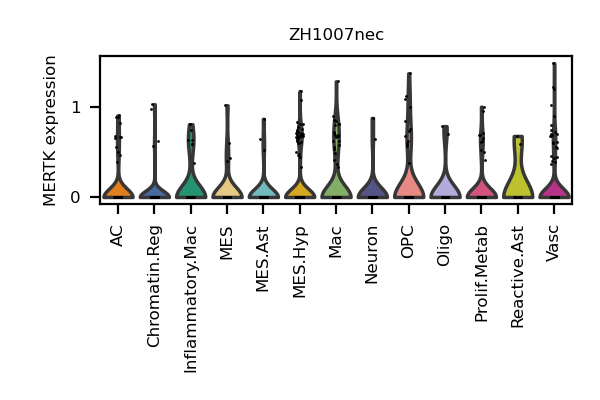 ZH1007nec
MERTK expression
1
0
AC
Chromatin.Reg
Inflammatory.Mac
MES
MES.Ast
MES.Hyp
Mac
Neuron
OPC
Oligo
Prolif.Metab
Reactive.Ast
Vasc